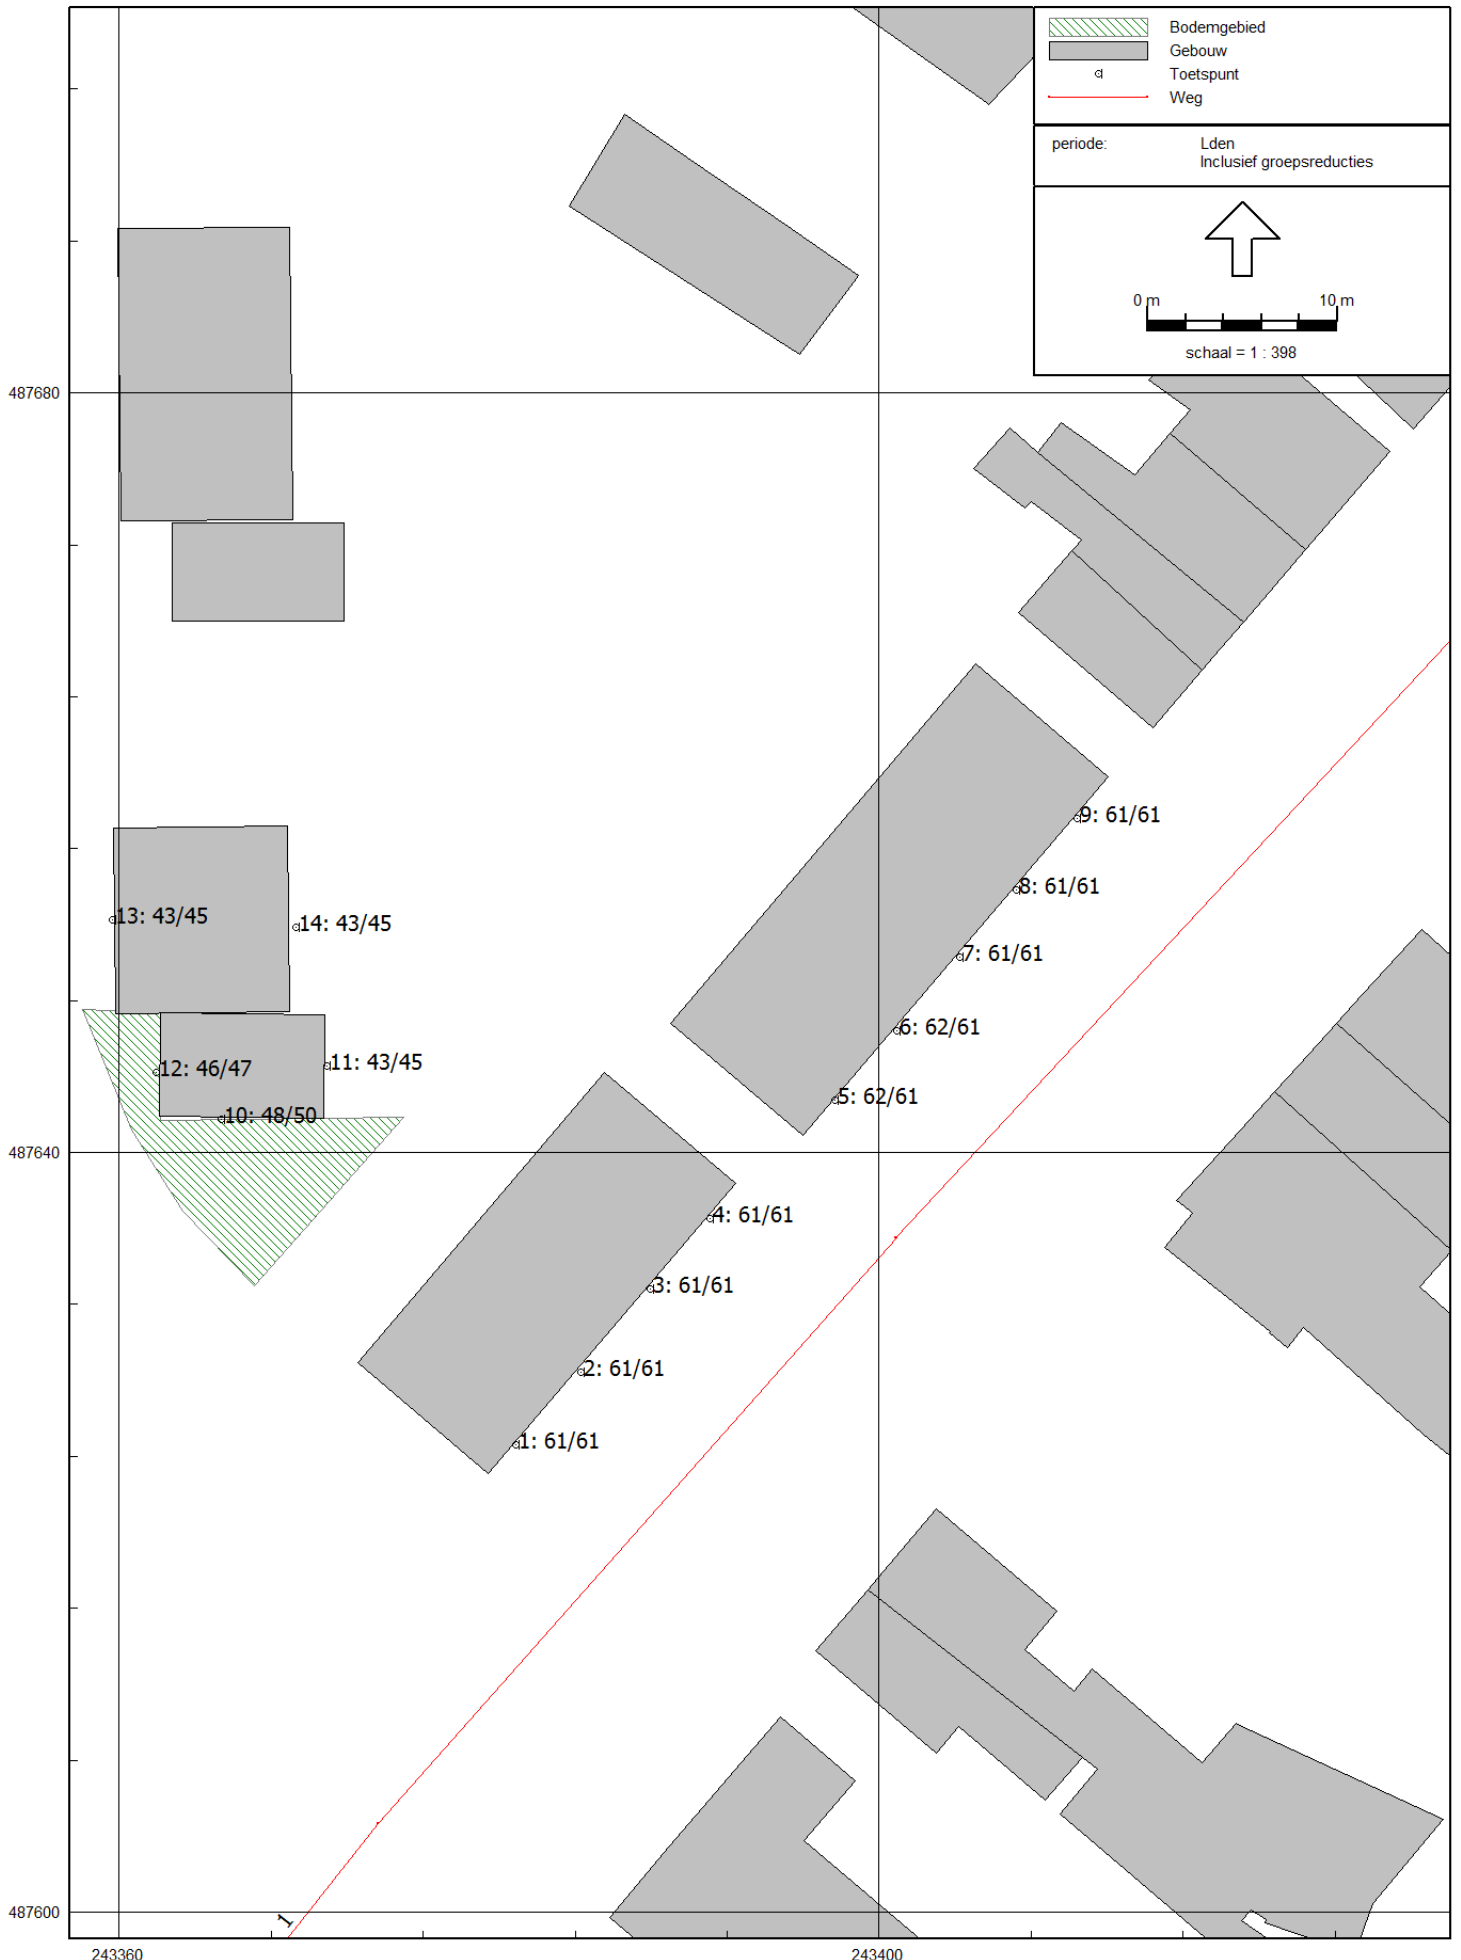 Bodemgebied
Gebouw
Toetspunt
Weg
periode: Lden
Inclusief groepsreducties
0 m 10 m
schaal = 1 : 398
487680
9: 61/61
8: 61/61
13: 43/45
14: 43/45
7: 61/61
6: 62/61
11: 43/45
12: 46/47
5: 62/61
10: 48/50
487640
4: 61/61
3: 61/61
2: 61/61
1: 61/61
487600
1
243360 243400